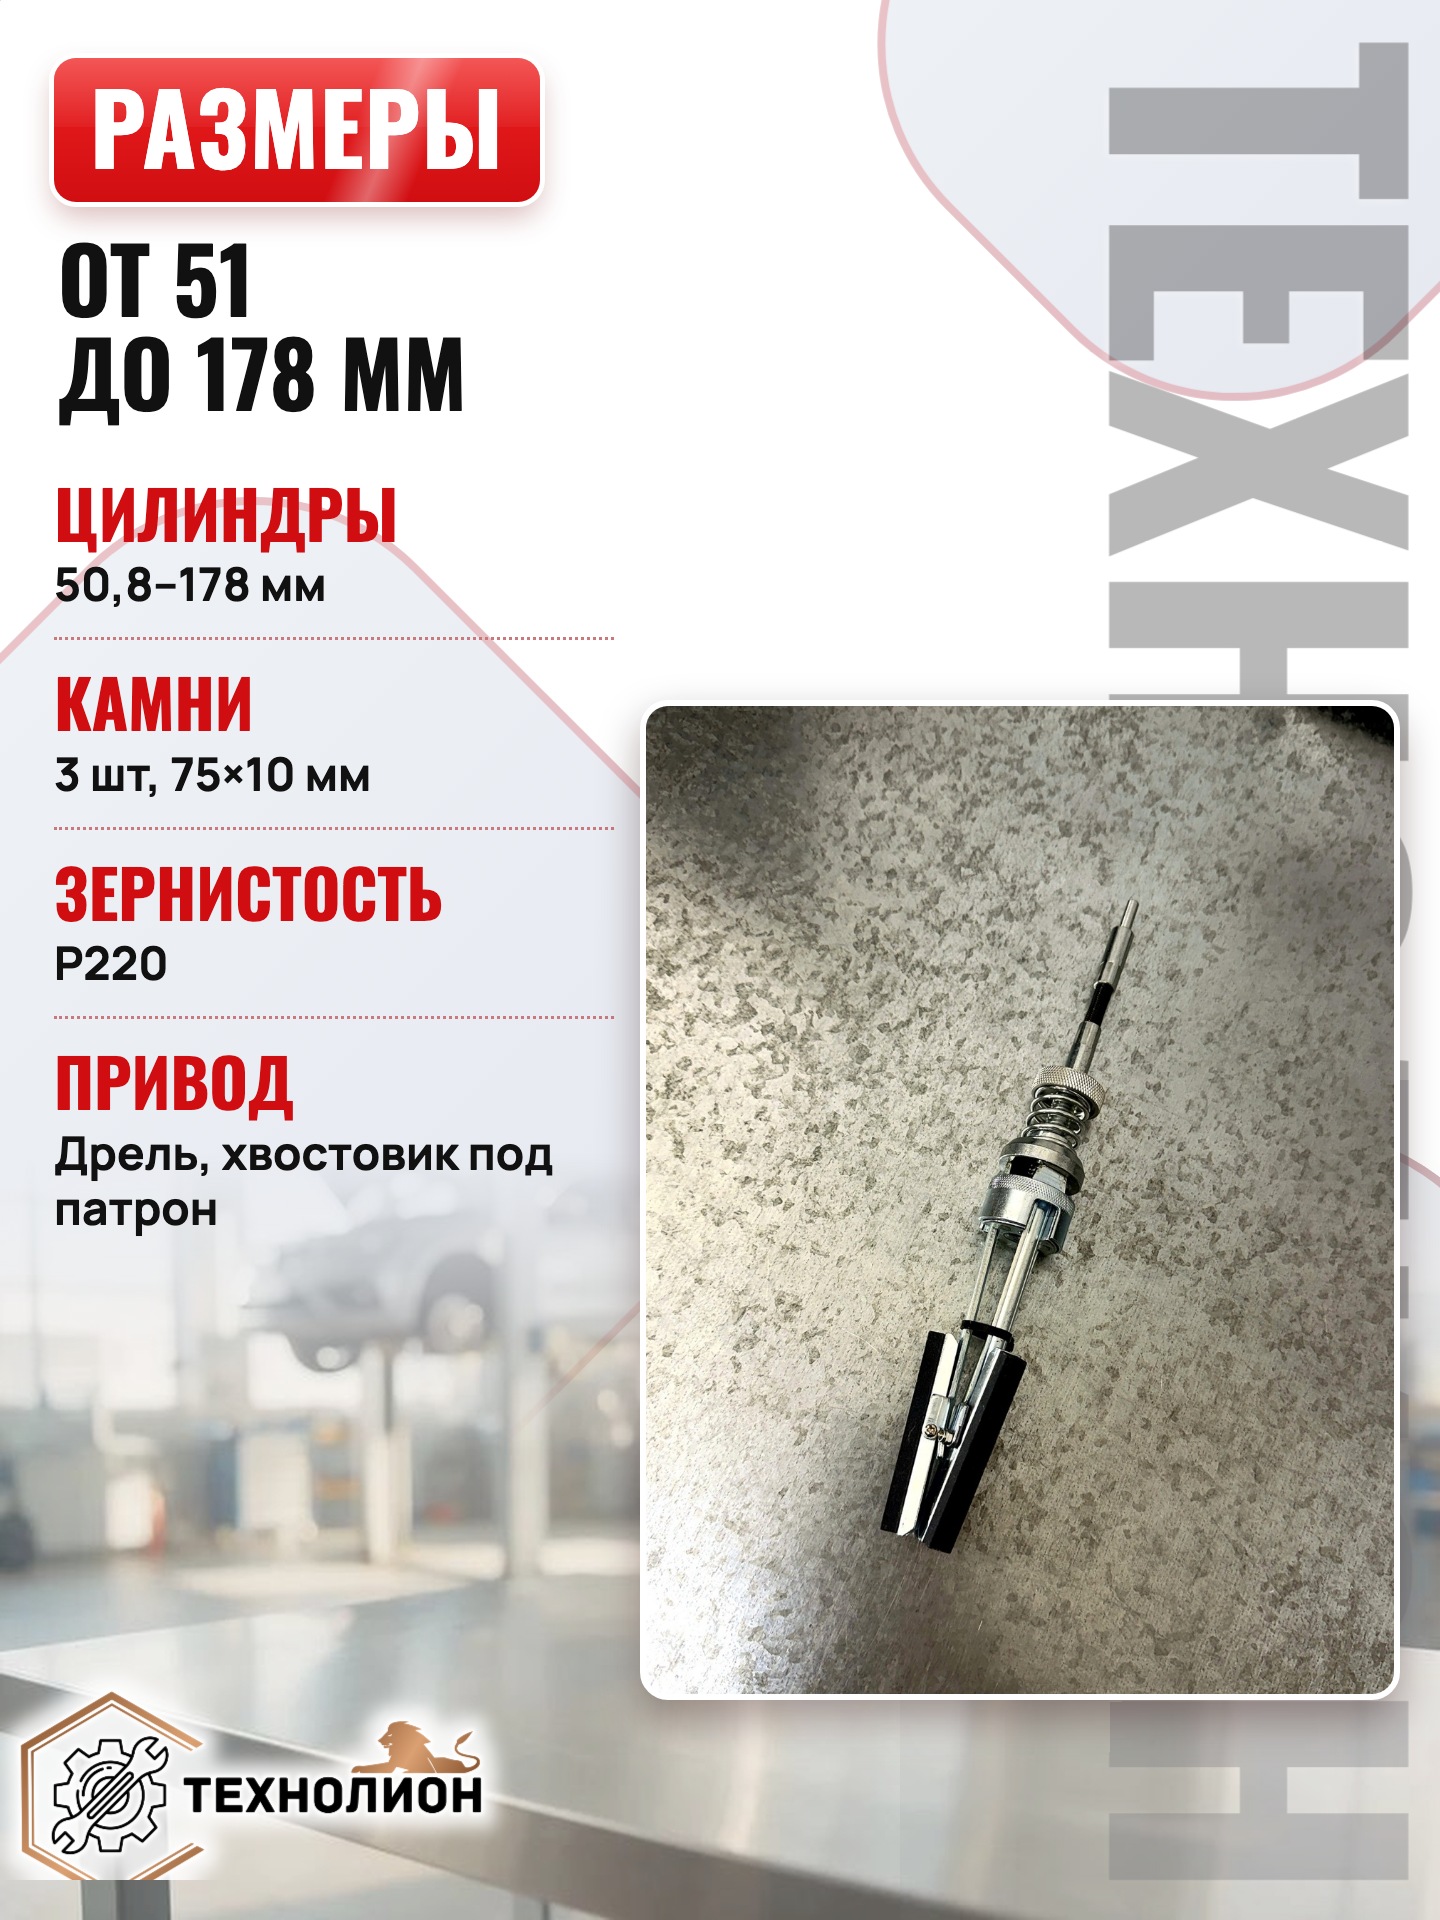 РАЗМЕРЫ
ОТ 51
ДО 178 ММ
ЦИЛИНДРЫ
50,8–178 мм
КАМНИ
3 шт, 75×10 мм
ЗЕРНИСТОСТЬ
P220
ПРИВОД
Дрель, хвостовик под
патрон
ТЕХНОЛИОН